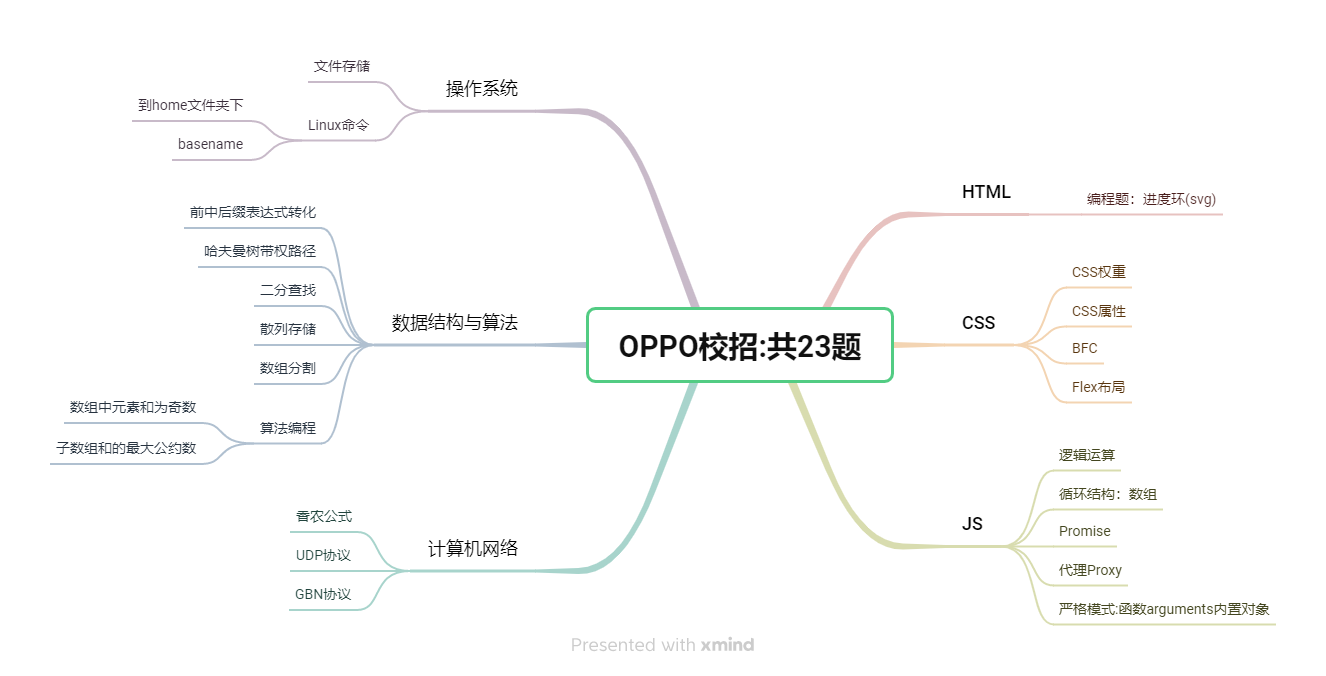 OPPO校招:共23题
操作系统
文件存储
Linux命令
到home文件夹下
basename
数据结构与算法
前中后缀表达式转化
哈夫曼树带权路径
二分查找
散列存储
数组分割
算法编程
数组中元素和为奇数
子数组和的最大公约数
计算机网络
香农公式
UDP协议
GBN协议
HTML
编程题：进度环(svg)
CSS
CSS权重
CSS属性
BFC
Flex布局
JS
逻辑运算
循环结构：数组
Promise
代理Proxy
严格模式:函数arguments内置对象
Presented with xmind